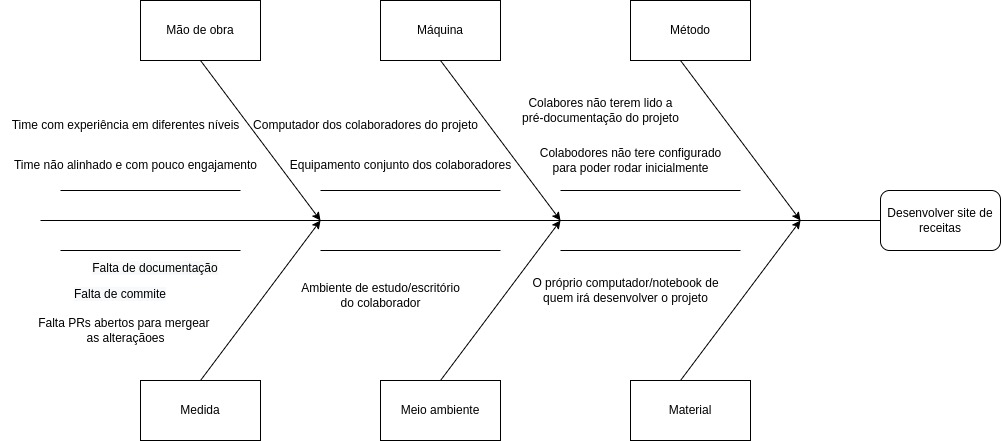 Mão de obra
Máquina
Método
Colabores não terem lido a
pré-documentação do projeto
Time com experiência em diferentes níveis
Computador dos colaboradores do projeto
Colabodores não tere configurado
para poder rodar inicialmente
Time não alinhado e com pouco engajamento
Equipamento conjunto dos colaboradores
Desenvolver site de
receitas
Falta de documentação
Falta de commite
Falta PRs abertos para mergear
as alteraçãoes
Ambiente de estudo/escritório
do colaborador
O próprio computador/notebook de
quem irá desenvolver o projeto
Medida
Meio ambiente
Material